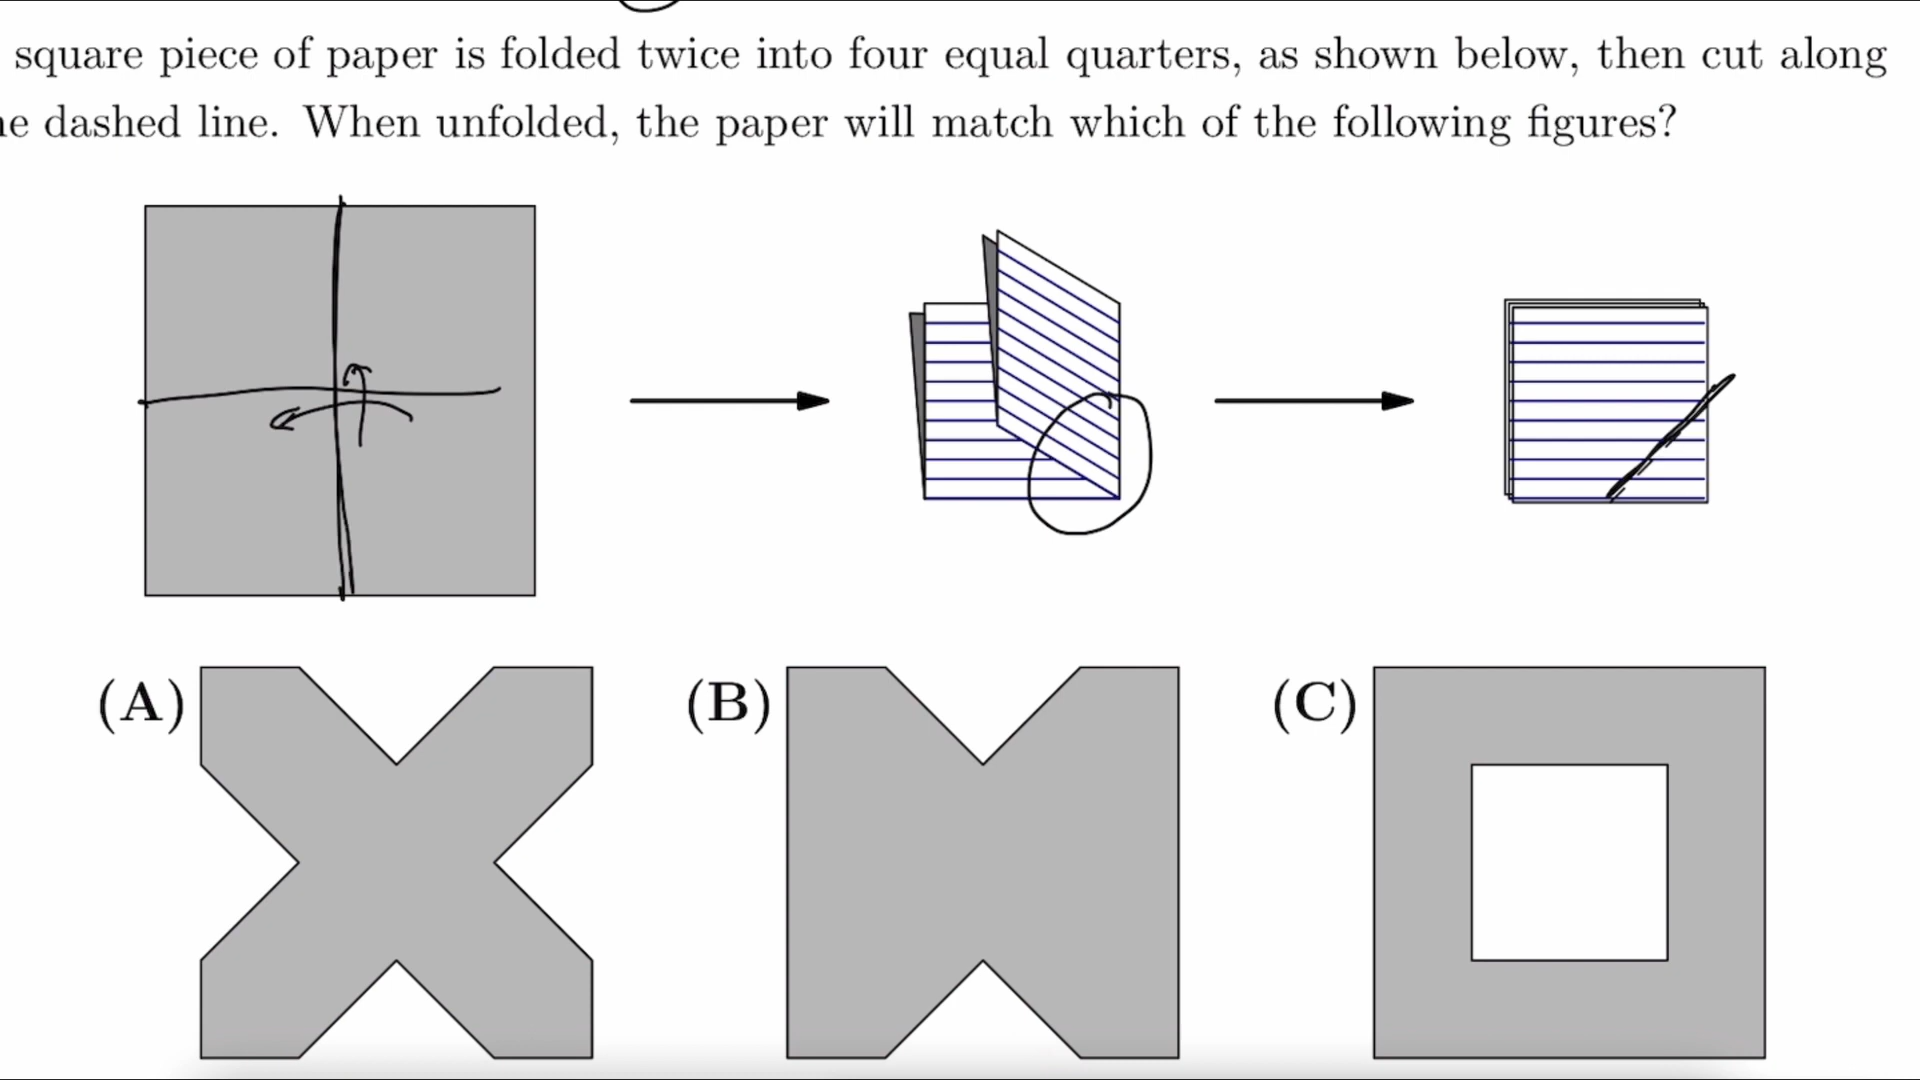 square piece of paper is folded twice into four equal quarters, as shown below, then cut along
dashed line. When unfolded, the paper will match which of the following figures?
(A) (B) (C)